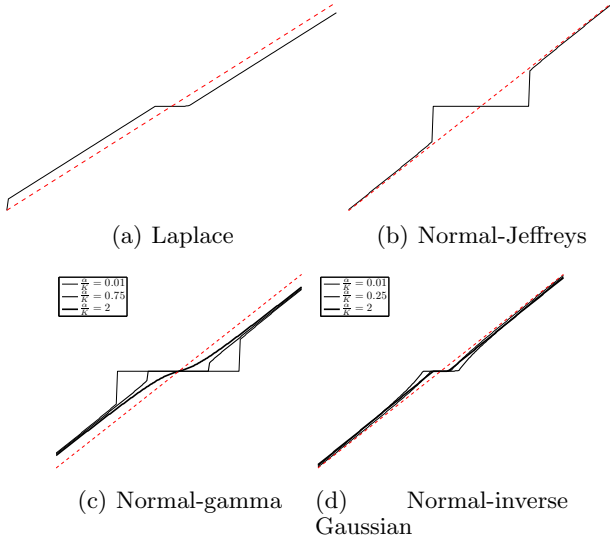 (a) Laplace
(b) Normal-Jeffreys
α/K = 0.01
α/K = 0.75
α/K = 2
α/K = 0.01
α/K = 0.25
α/K = 2
(c) Normal-gamma
(d) Normal-inverse
Gaussian